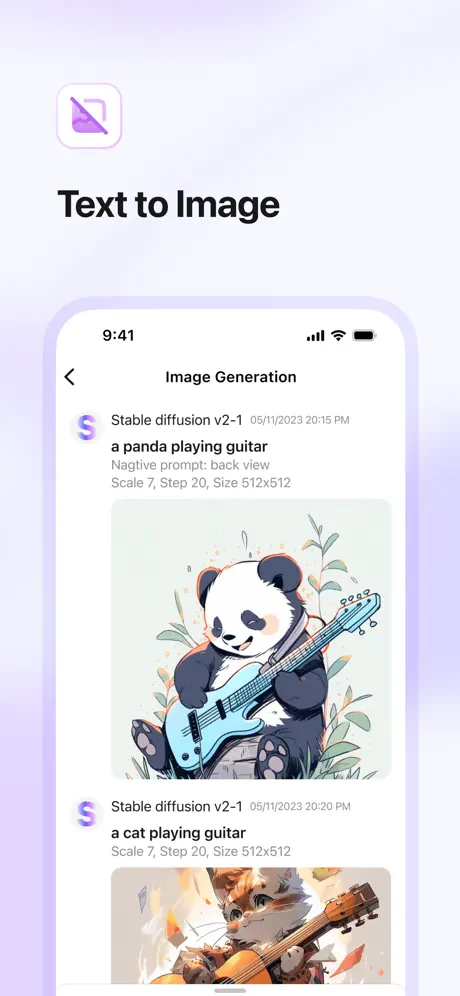 Text to Image
9:41
Image Generation
Stable diffusion v2-1 05/11/2023 20:15 PM
a panda playing guitar
Nagtive prompt: back view
Scale 7, Step 20, Size 512x512
Stable diffusion v2-1 05/11/2023 20:20 PM
a cat playing guitar
Scale 7, Step 20, Size 512x512